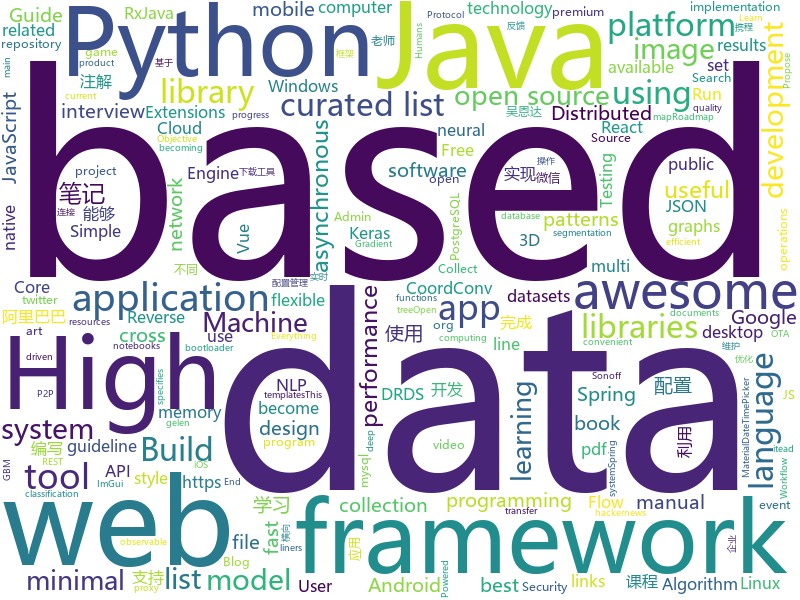 Guide
RxJava
mobile
computer
technology
premium
implementation
related
repository
Python
Java
game
main
product
老师
Protocol
反馈
框架
Humans
Learn
携程
基于
platform
image
results
available
set
Search
Run
mapRoadmap
Propose
quality
注解
library
Windows
curated list
open source
using
development
interview
Extensions
Distributed
吴恩达
current
progress
JavaScript
Cloud
neural
React
Source
Objective
becoming
Engine
下载工具
Free
software
实现
微信
操作
public
project
open
based
asynchronous
Testing
useful
笔记
连接
能够
network
native
Simple
Vue
Admin
Keras
PostgreSQL
patterns
JSON
database
segmentation
graphs
efficient
Gradient
3D
operations
不同
配置管理
实时
Core
twitter
application
flexible
CoordConv
Collect
multi
awesome
阿里巴巴
resources
Reverse
functions
treeOpen
computing
convenient
documents
art
cross
Machine
org
app
datasets
Google
driven
notebooks
bootloader
Everything
使用
完成
libraries
desktop
line
维护
OTA
High
data
performance
use
NLP
DRDS
开发
Spring
配置
优化
JS
P2P
specifies
memory
templatesThis
become
design
mysql
learning
book
language
MaterialDateTimePicker
Sonoff
system
Build
guideline
gelen
program
deep
pdf
利用
systemSpring
itead
编写
REST
tool
API
style
https
video
programming
manual
Workflow
GBM
ImGui
iOS
End
学习
collection
Flow
hackernews
event
classification
web
file
Blog
fast
横向
liners
应用
framework
企业
observable
支持
proxy
list
model
User
Android
Powered
best
transfer
Security
links
Algorithm
课程
Linux
minimal